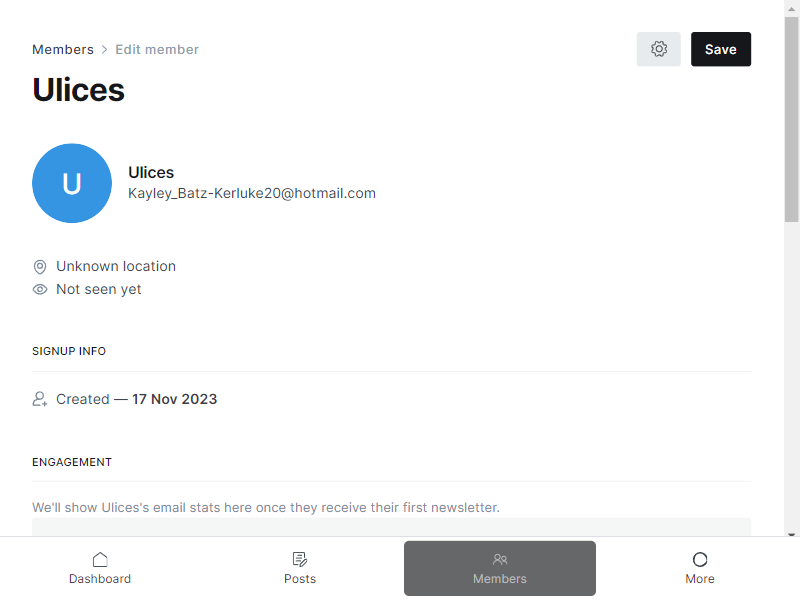 Members > Edit member
Save
Ulices
U
Ulices
Kayley_Batz-Kerluke20@hotmail.com
Unknown location
Not seen yet
SIGNUP INFO
Created — 17 Nov 2023
ENGAGEMENT
We'll show Ulices's email stats here once they receive their first newsletter.
Dashboard
Posts
Members
More